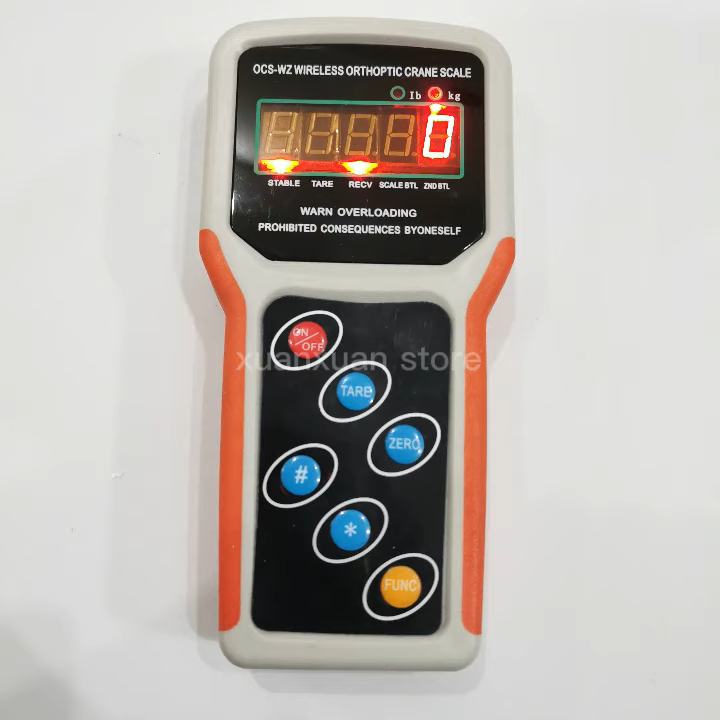 OCS-WZ WIRELESS ORTHOPTIC CRANE SCALE
Ib kg
0
STABLE TARE RECV SCALE BTL ZND BTL
WARN OVERLOADING
PROHIBITED CONSEQUENCES BYONESELF
ON/OFF
xuanxuan store
TARE
ZERO
#
*
FUNC